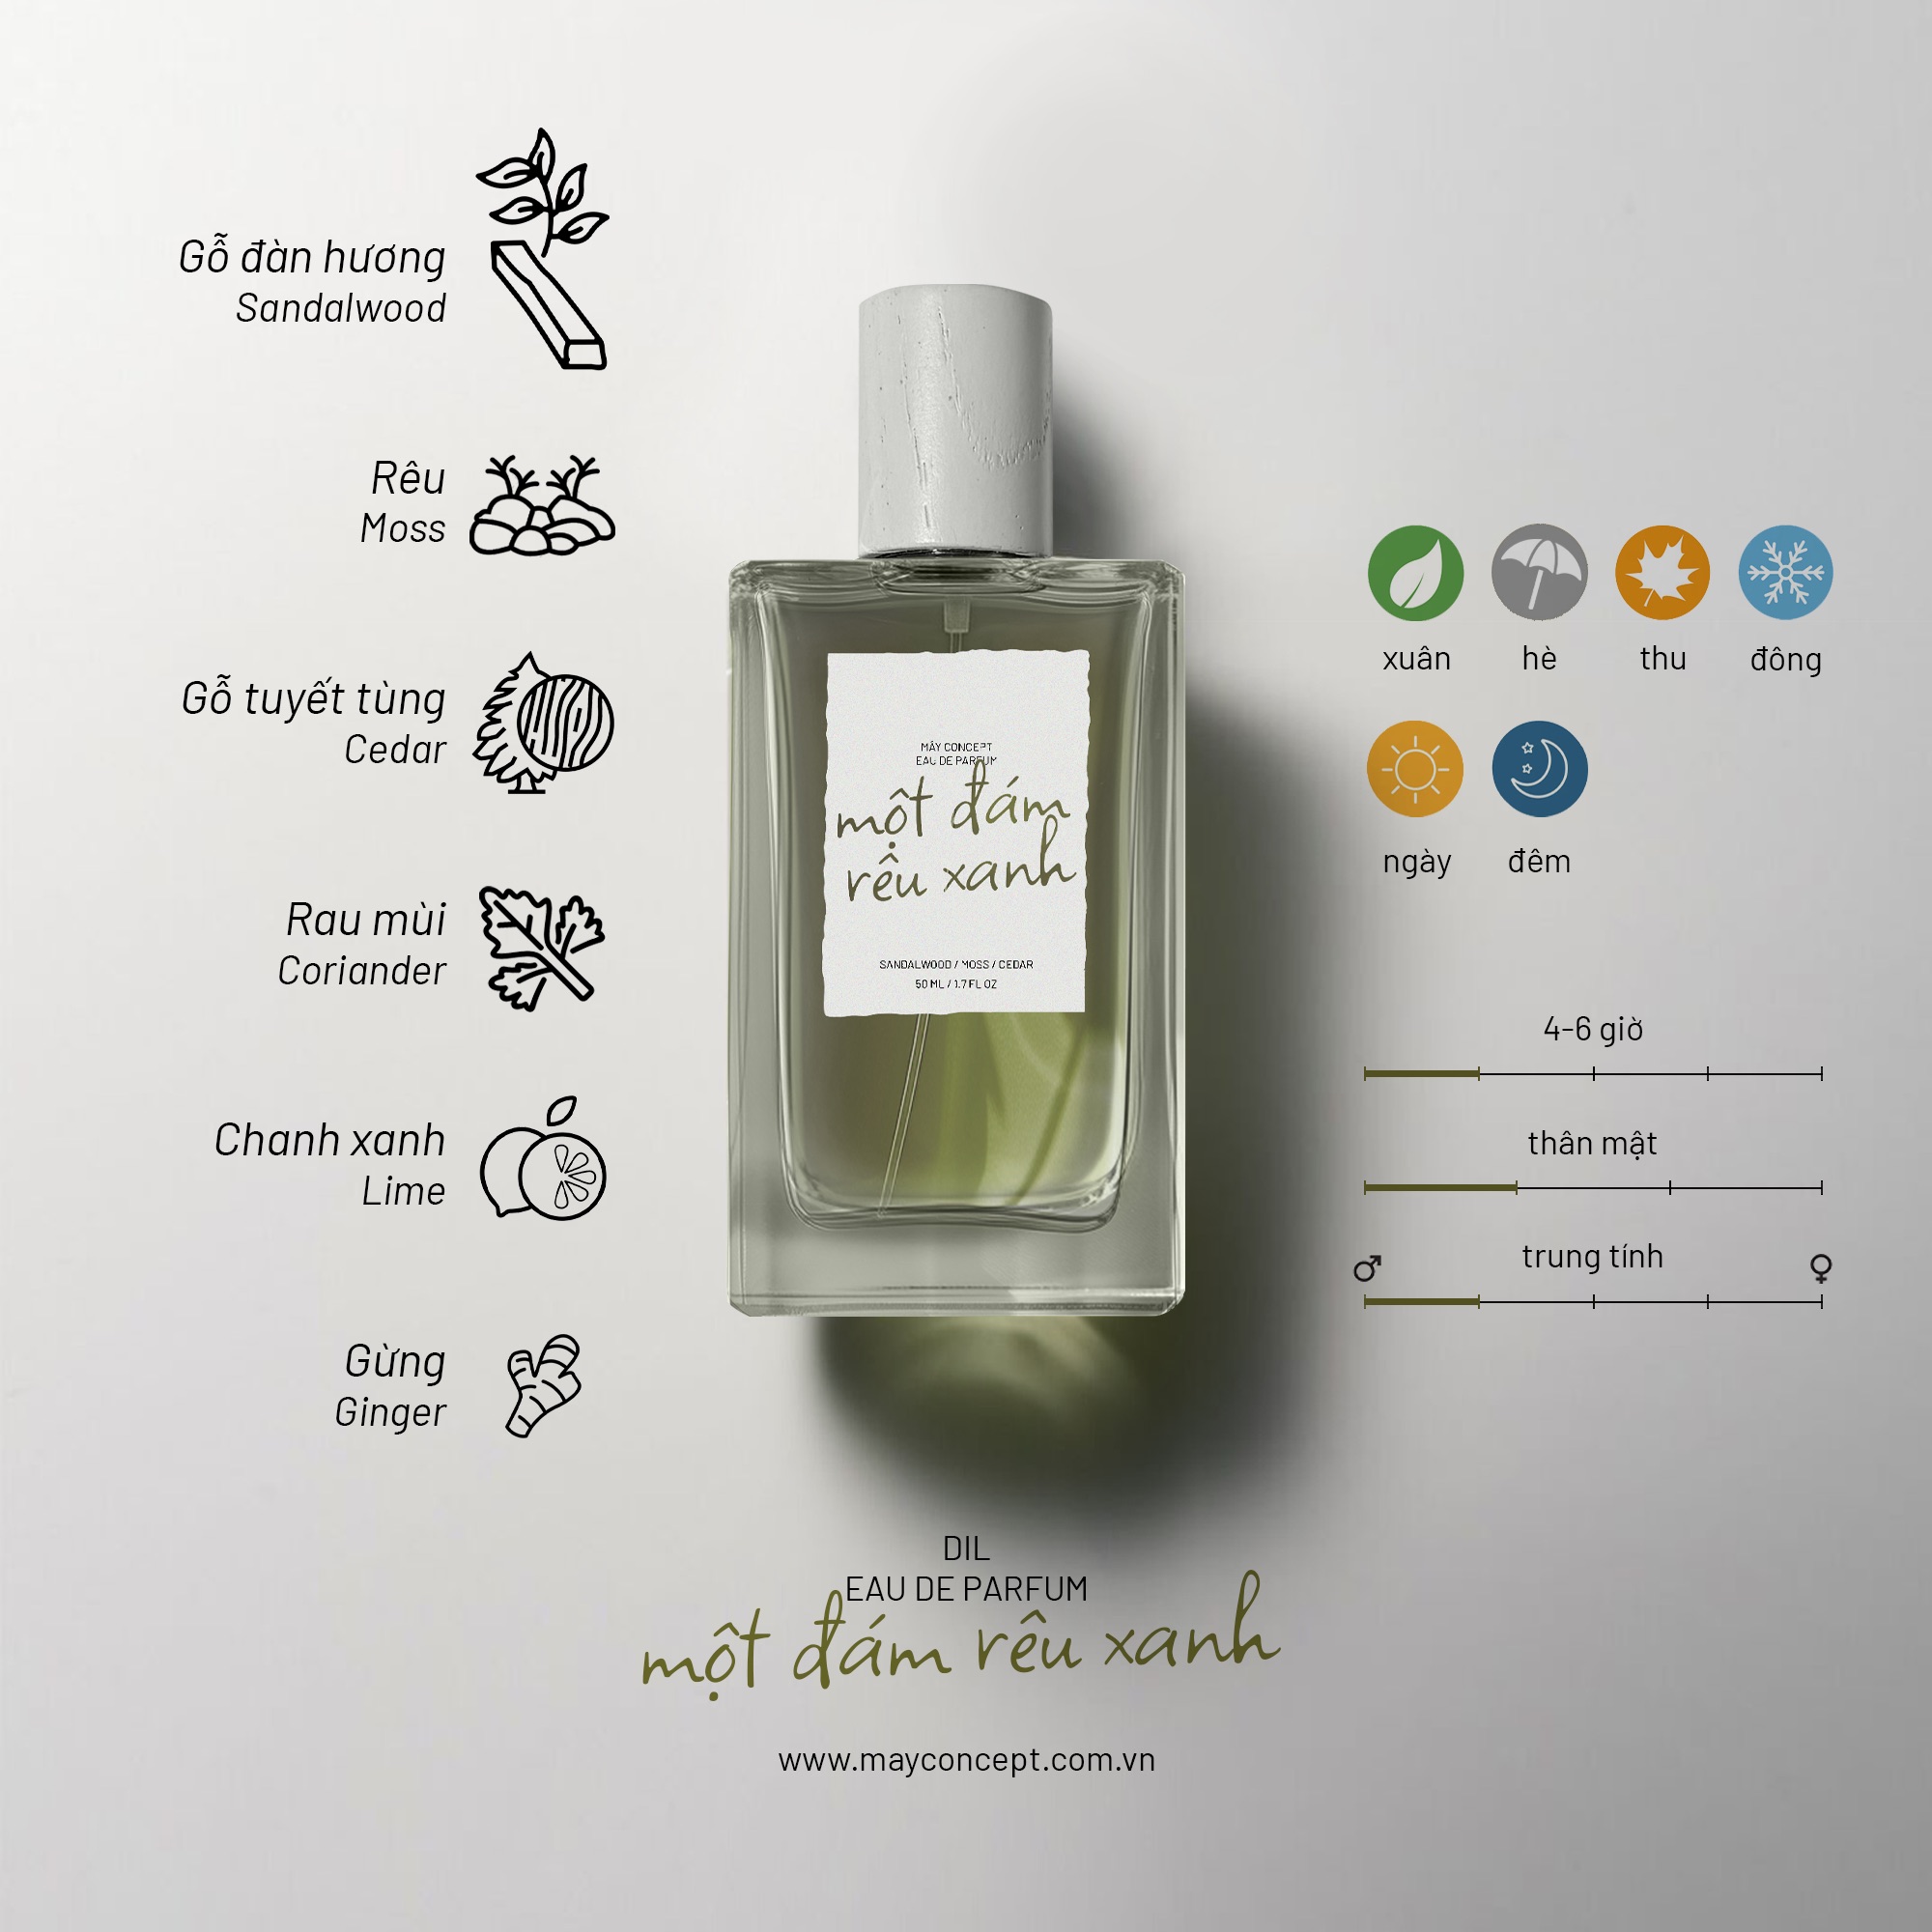 Gỗ đàn hương
Sandalwood
Rêu
Moss
Gỗ tuyết tùng
Cedar
Rau mùi
Coriander
Chanh xanh
Lime
Gừng
Ginger
MÂY CONCEPT
EAU DE PARFUM
một đám
rêu xanh
SANDALWOOD / MOSS / CEDAR
50 ML / 1.7 FL OZ
xuân hè thu đông
ngày đêm
4-6 giờ
thân mật
trung tính
DIL
EAU DE PARFUM
một đám rêu xanh
www.mayconcept.com.vn